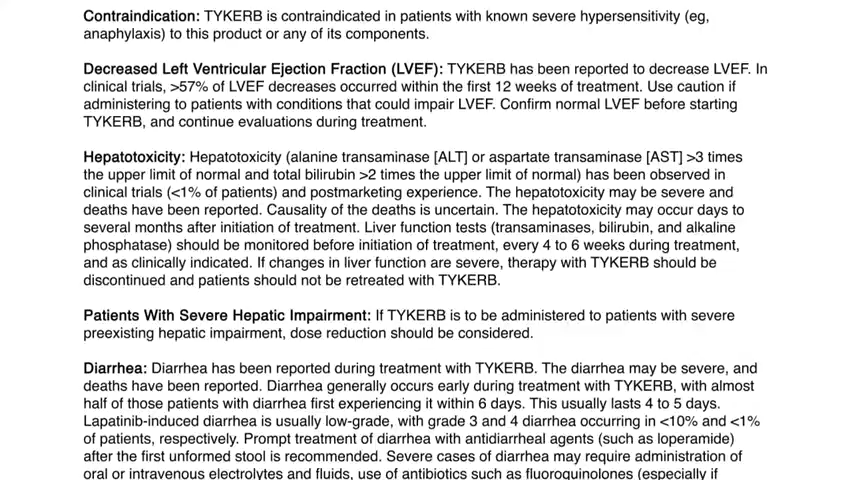 Contraindication: TYKERB is contraindicated in patients with known severe hypersensitivity (eg,
anaphylaxis) to this product or any of its components.
Decreased Left Ventricular Ejection Fraction (LVEF): TYKERB has been reported to decrease LVEF. In
clinical trials, >57% of LVEF decreases occurred within the first 12 weeks of treatment. Use caution if
administering to patients with conditions that could impair LVEF. Confirm normal LVEF before starting
TYKERB, and continue evaluations during treatment.
Hepatotoxicity: Hepatotoxicity (alanine transaminase [ALT] or aspartate transaminase [AST] >3 times
the upper limit of normal and total bilirubin >2 times the upper limit of normal) has been observed in
clinical trials (<1% of patients) and postmarketing experience. The hepatotoxicity may be severe and
deaths have been reported. Causality of the deaths is uncertain. The hepatotoxicity may occur days to
several months after initiation of treatment. Liver function tests (transaminases, bilirubin, and alkaline
phosphatase) should be monitored before initiation of treatment, every 4 to 6 weeks during treatment,
and as clinically indicated. If changes in liver function are severe, therapy with TYKERB should be
discontinued and patients should not be retreated with TYKERB.
Patients With Severe Hepatic Impairment: If TYKERB is to be administered to patients with severe
preexisting hepatic impairment, dose reduction should be considered.
Diarrhea: Diarrhea has been reported during treatment with TYKERB. The diarrhea may be severe, and
deaths have been reported. Diarrhea generally occurs early during treatment with TYKERB, with almost
half of those patients with diarrhea first experiencing it within 6 days. This usually lasts 4 to 5 days.
Lapatinib-induced diarrhea is usually low-grade, with grade 3 and 4 diarrhea occurring in <10% and <1%
of patients, respectively. Prompt treatment of diarrhea with antidiarrheal agents (such as loperamide)
after the first unformed stool is recommended. Severe cases of diarrhea may require administration of
oral or intravenous electrolytes and fluids, use of antibiotics such as fluoroquinolones (especially if